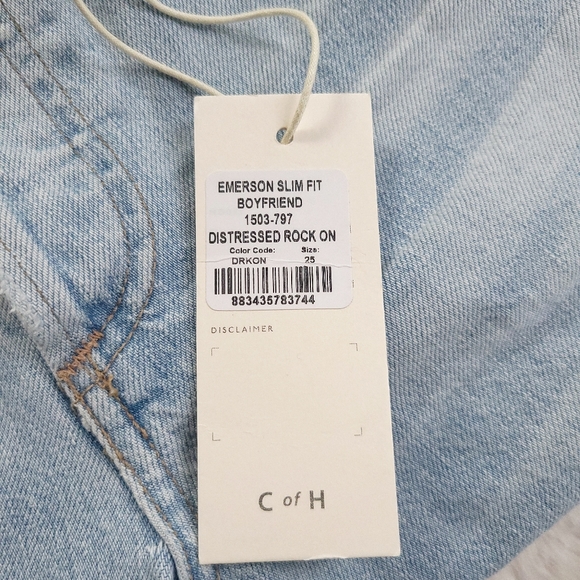 EMERSON SLIM FIT
BOYFRIEND
1503-797
DISTRESSED ROCK ON
Color Code: Size:
DRKON 25
883435783744
DISCLAIMER
C of H